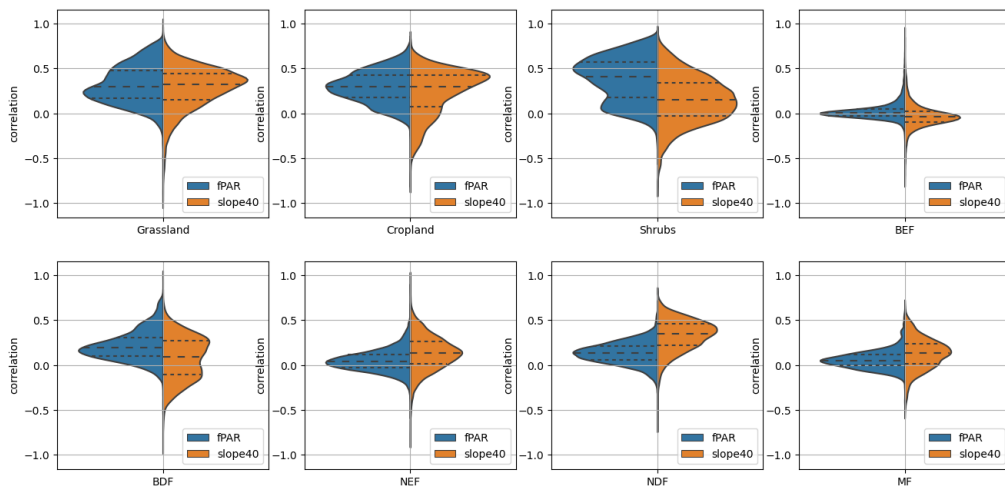 correlation
1.0
0.5
0.0
−0.5
−1.0
fPAR
slope40
Grassland
correlation
1.0
0.5
0.0
−0.5
−1.0
fPAR
slope40
Cropland
correlation
1.0
0.5
0.0
−0.5
−1.0
fPAR
slope40
Shrubs
correlation
1.0
0.5
0.0
−0.5
−1.0
fPAR
slope40
BEF
correlation
1.0
0.5
0.0
−0.5
−1.0
fPAR
slope40
BDF
correlation
1.0
0.5
0.0
−0.5
−1.0
fPAR
slope40
NEF
correlation
1.0
0.5
0.0
−0.5
−1.0
fPAR
slope40
NDF
correlation
1.0
0.5
0.0
−0.5
−1.0
fPAR
slope40
MF